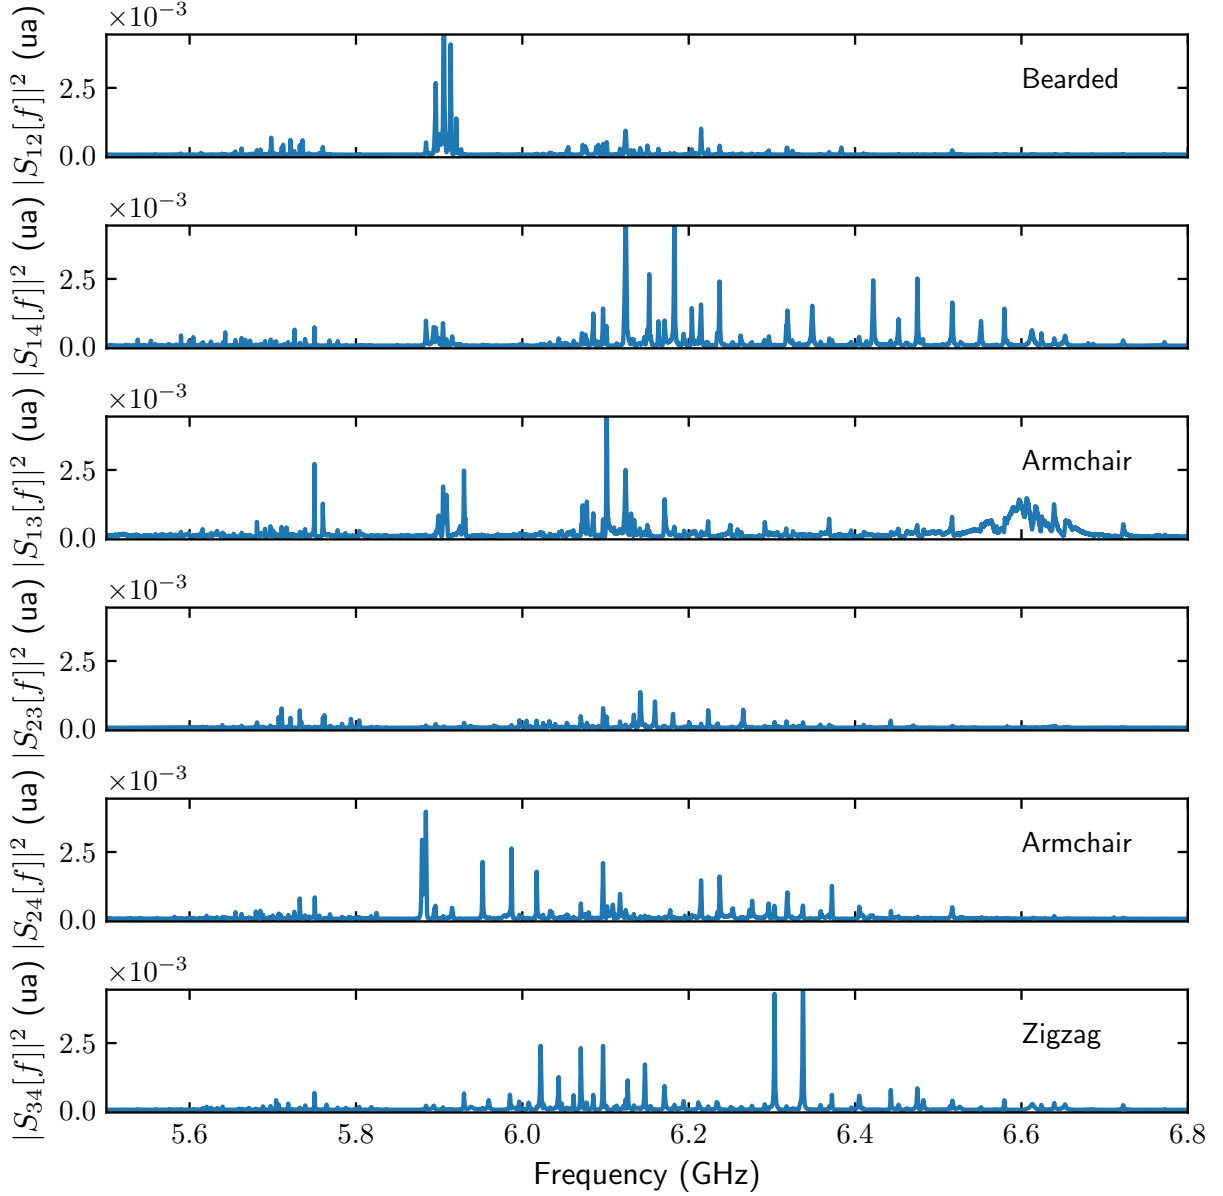 ×10⁻³
|S₁₂[f]|² (ua)
2.5
0.0
Bearded
×10⁻³
|S₁₄[f]|² (ua)
2.5
0.0
×10⁻³
|S₁₃[f]|² (ua)
2.5
0.0
Armchair
×10⁻³
|S₂₃[f]|² (ua)
2.5
0.0
×10⁻³
|S₂₄[f]|² (ua)
2.5
0.0
Armchair
×10⁻³
|S₃₄[f]|² (ua)
2.5
0.0
Zigzag
5.6 5.8 6.0 6.2 6.4 6.6 6.8
Frequency (GHz)